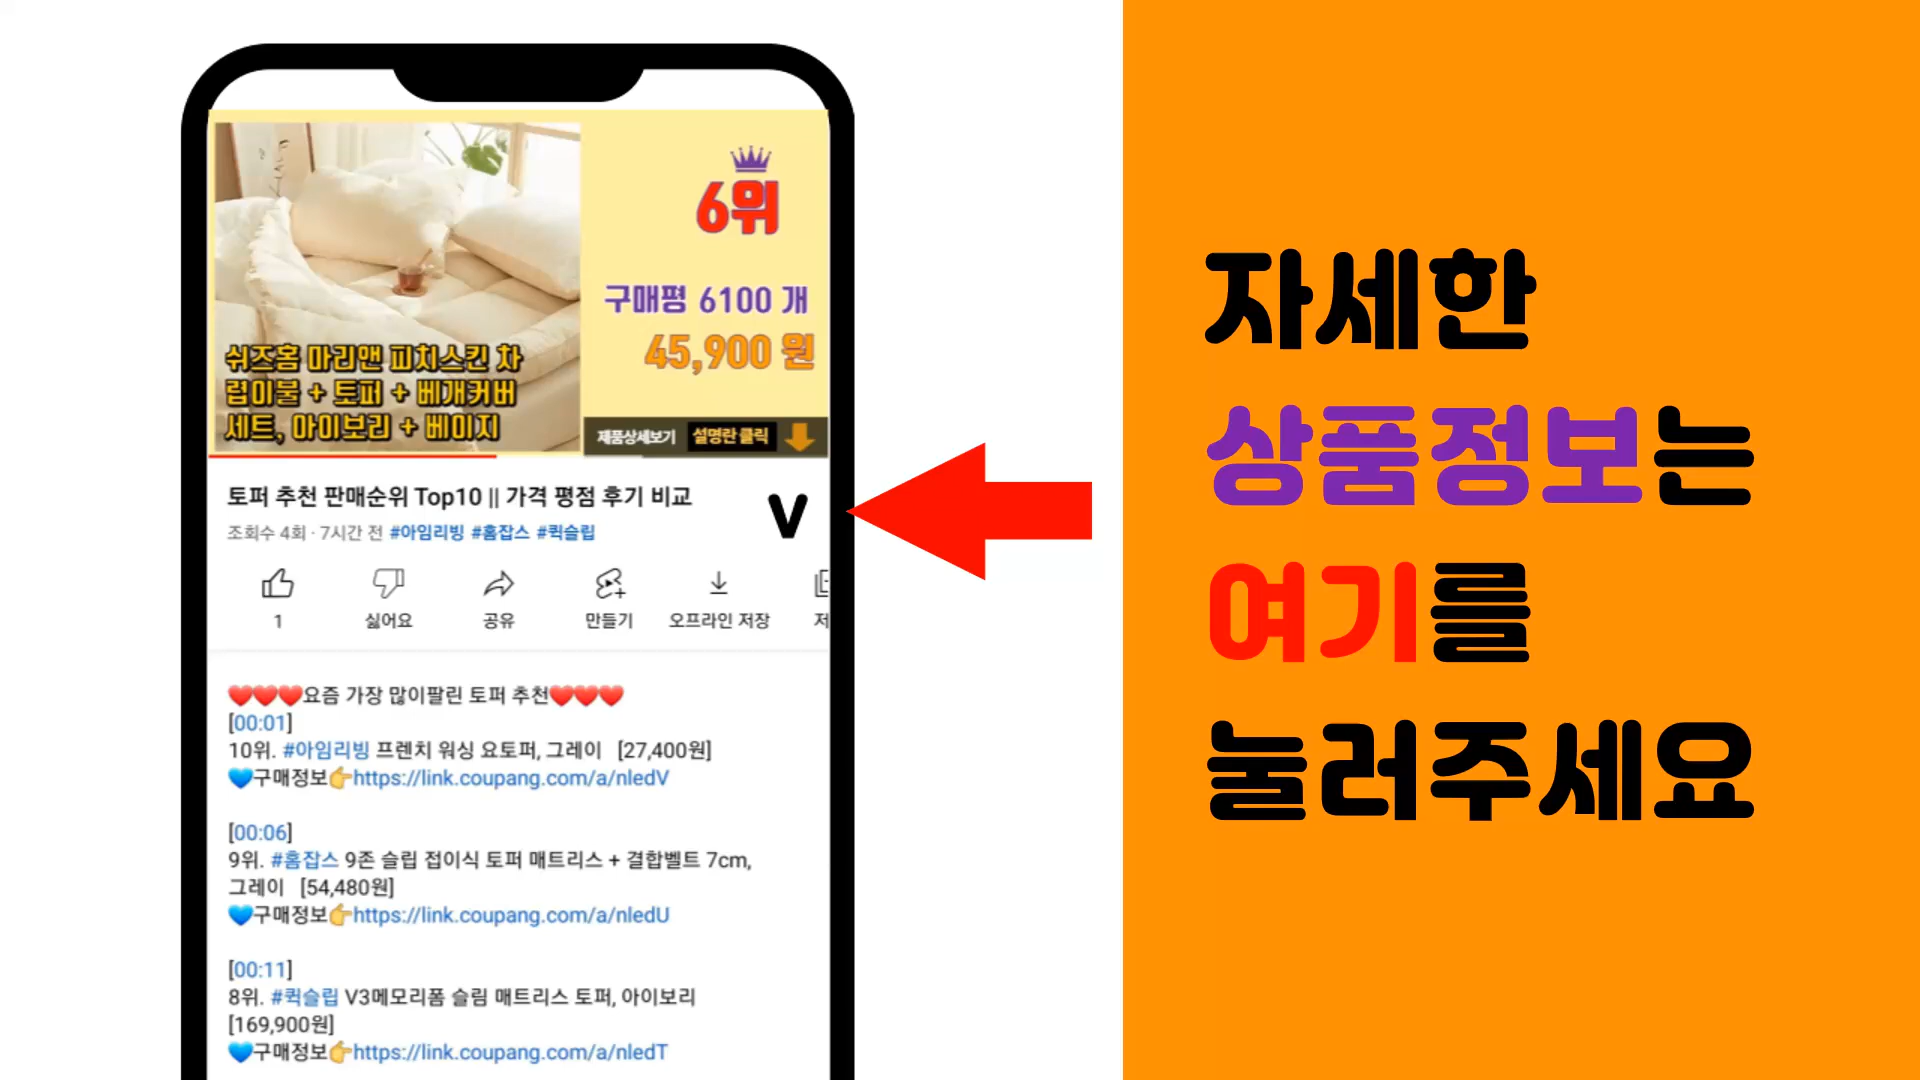 6위
구매평 6100 개
45,900 원
쉬즈홈 마리앤 피치스킨 차
렵이불 + 토퍼 + 베개커버
세트, 아이보리 + 베이지
제품상세보기 설명란 클릭
토퍼 추천 판매순위 Top10 || 가격 평점 후기 비교
V
조회수 4회 · 7시간 전 #아임리빙 #홈잡스 #퀵슬립
1 싫어요 공유 만들기 오프라인 저장 저
❤❤❤요즘 가장 많이팔린 토퍼 추천❤❤❤
[00:01]
10위. #아임리빙 프렌치 워싱 요토퍼, 그레이 [27,400원]
💙구매정보👉https://link.coupang.com/a/nledV
[00:06]
9위. #홈잡스 9존 슬립 접이식 토퍼 매트리스 + 결합벨트 7cm,
그레이 [54,480원]
💙구매정보👉https://link.coupang.com/a/nledU
[00:11]
8위. #퀵슬립 V3메모리폼 슬림 매트리스 토퍼, 아이보리
[169,900원]
💙구매정보👉https://link.coupang.com/a/nledT
자세한
상품정보는
여기를
눌러주세요